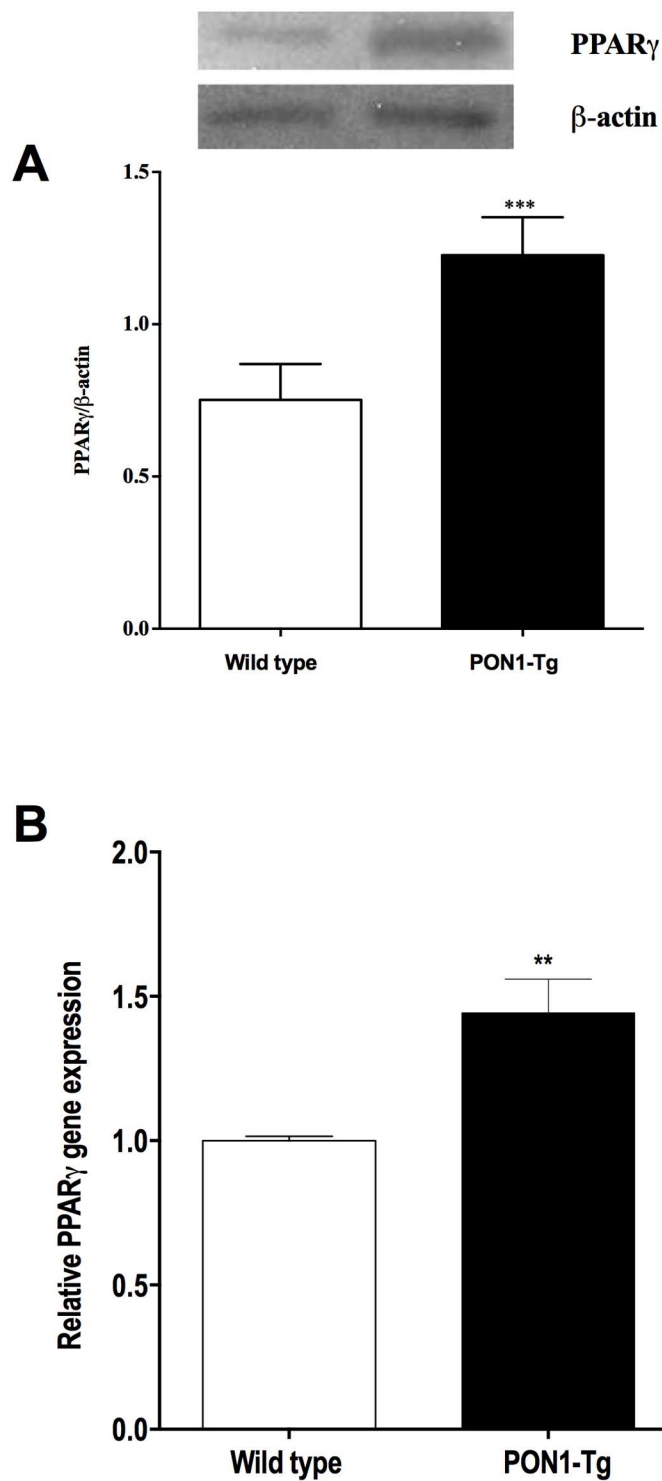 PPARγ
β-actin
A
PPARγ/β-actin
1.5
1.0
0.5
0.0
***
Wild type
PON1-Tg
B
Relative PPARγ gene expression
2.0
1.5
1.0
0.5
0.0
**
Wild type
PON1-Tg